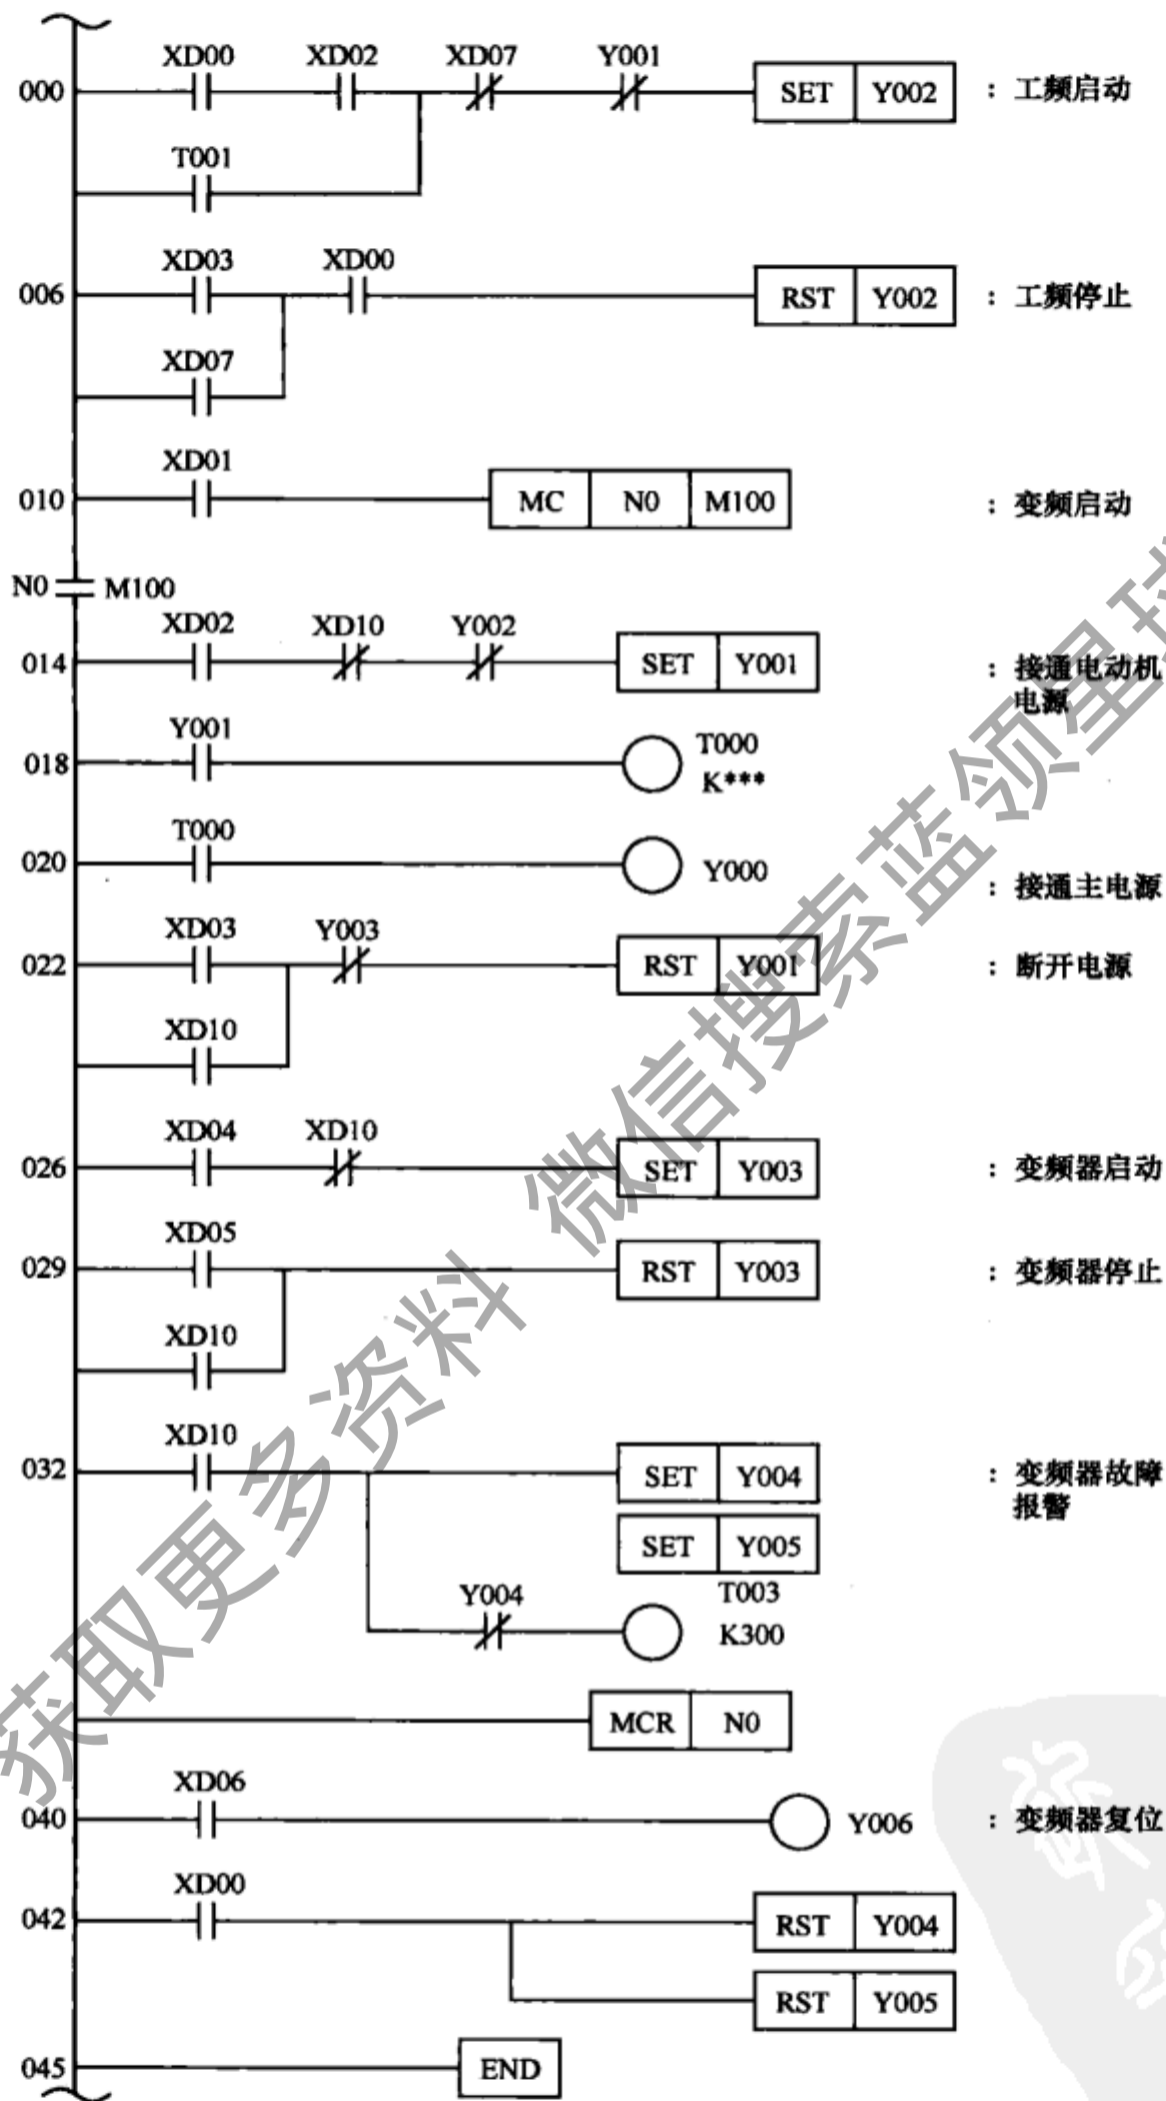 XD00 XD02 XD07 Y001
000 SET Y002 ：工频启动
T001
XD03 XD00
006 RST Y002 ：工频停止
XD07
XD01
010 MC N0 M100 ：变频启动
N0 M100
XD02 XD10 Y002
014 SET Y001 ：接通电动机
电源
Y001
018 T000
K***
T000
020 Y000 ：接通主电源
XD03 Y003
022 RST Y001 ：断开电源
XD10
XD04 XD10
026 SET Y003 ：变频器启动
XD05
029 RST Y003 ：变频器停止
XD10
XD10
032 SET Y004 ：变频器故障
报警
SET Y005
Y004 T003
K300
MCR N0
XD06
040 Y006 ：变频器复位
XD00
042 RST Y004
RST Y005
045 END
获取更多资料 微信搜索蓝领星球